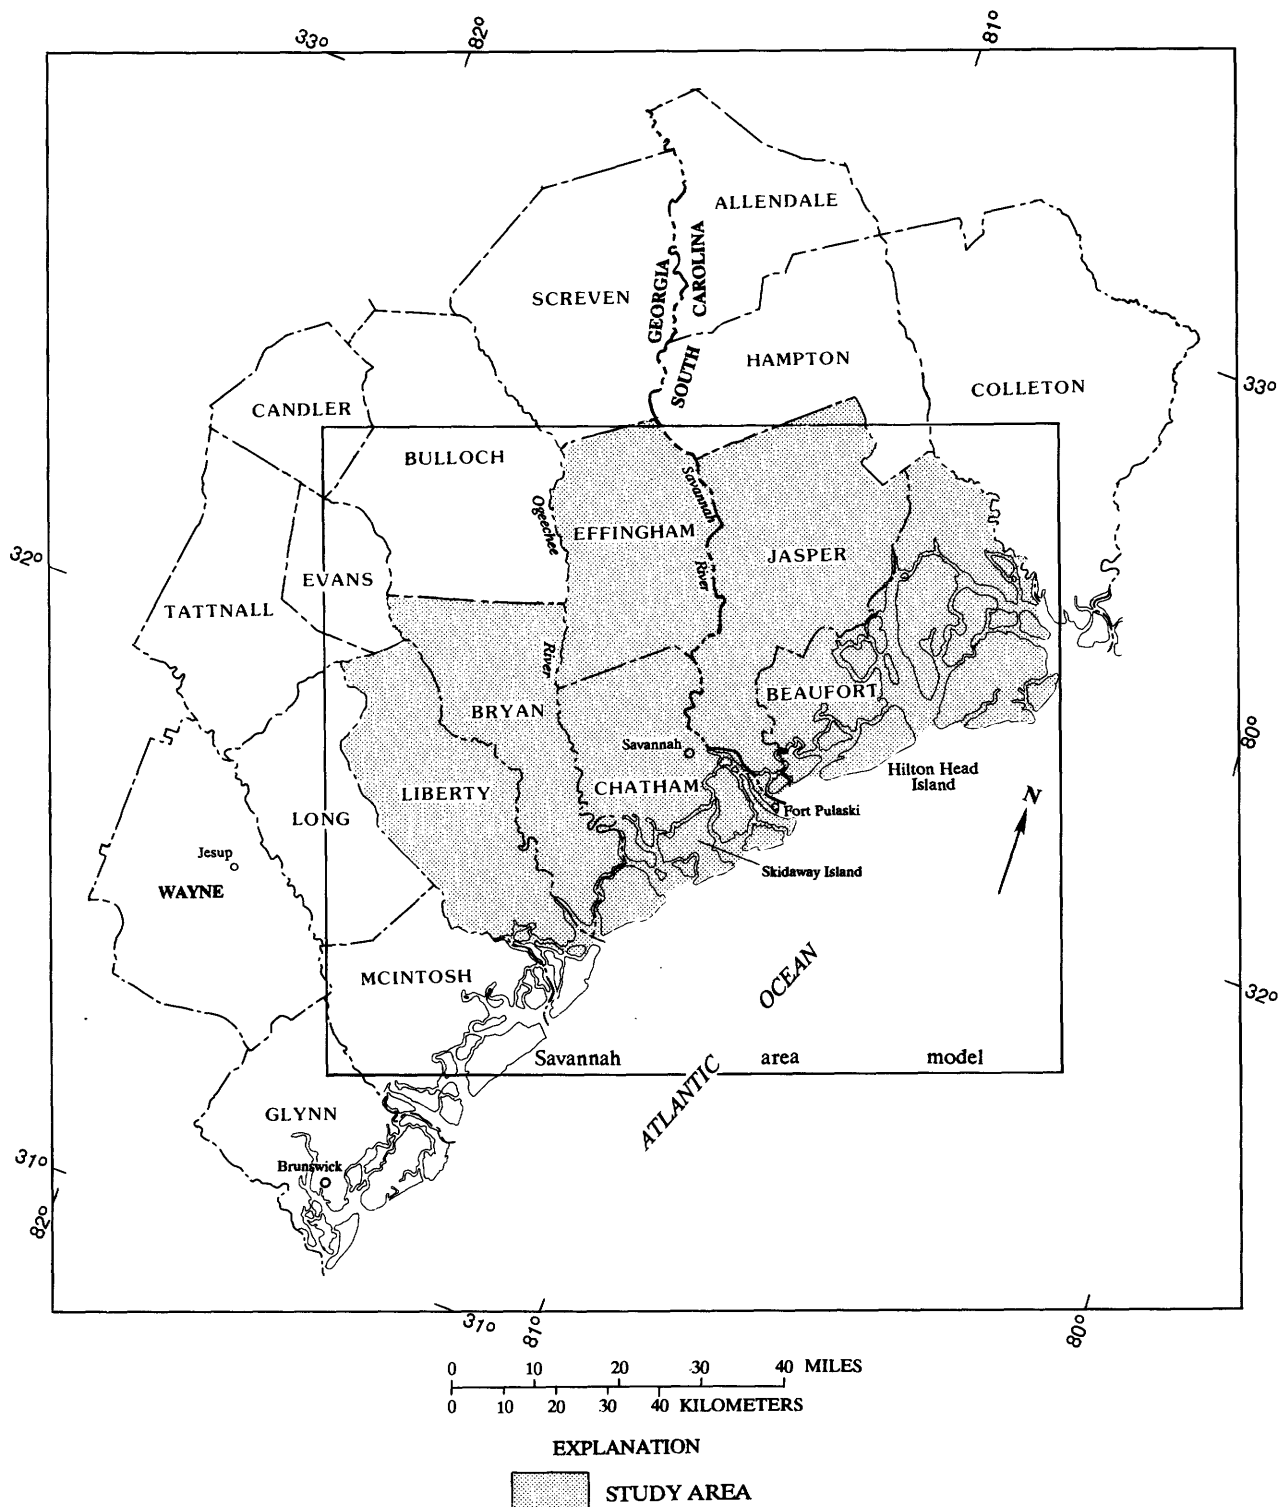 33°
82°
81°
ALLENDALE
SCREVEN
GEORGIA
SOUTH CAROLINA
HAMPTON
COLLETON
33°
CANDLER
BULLOCH
Ogeechee
River
EFFINGHAM
Savannah
River
JASPER
32°
EVANS
TATTNALL
BRYAN
BEAUFORT
Savannah
80°
CHATHAM
Hilton Head
Island
LIBERTY
LONG
Fort Pulaski
N
Jesup
WAYNE
Skidaway Island
MCINTOSH
ATLANTIC OCEAN
32°
Savannah area model
GLYNN
Brunswick
31°
82°
31°
81°
80°
0 10 20 30 40 MILES
0 10 20 30 40 KILOMETERS
EXPLANATION
STUDY AREA